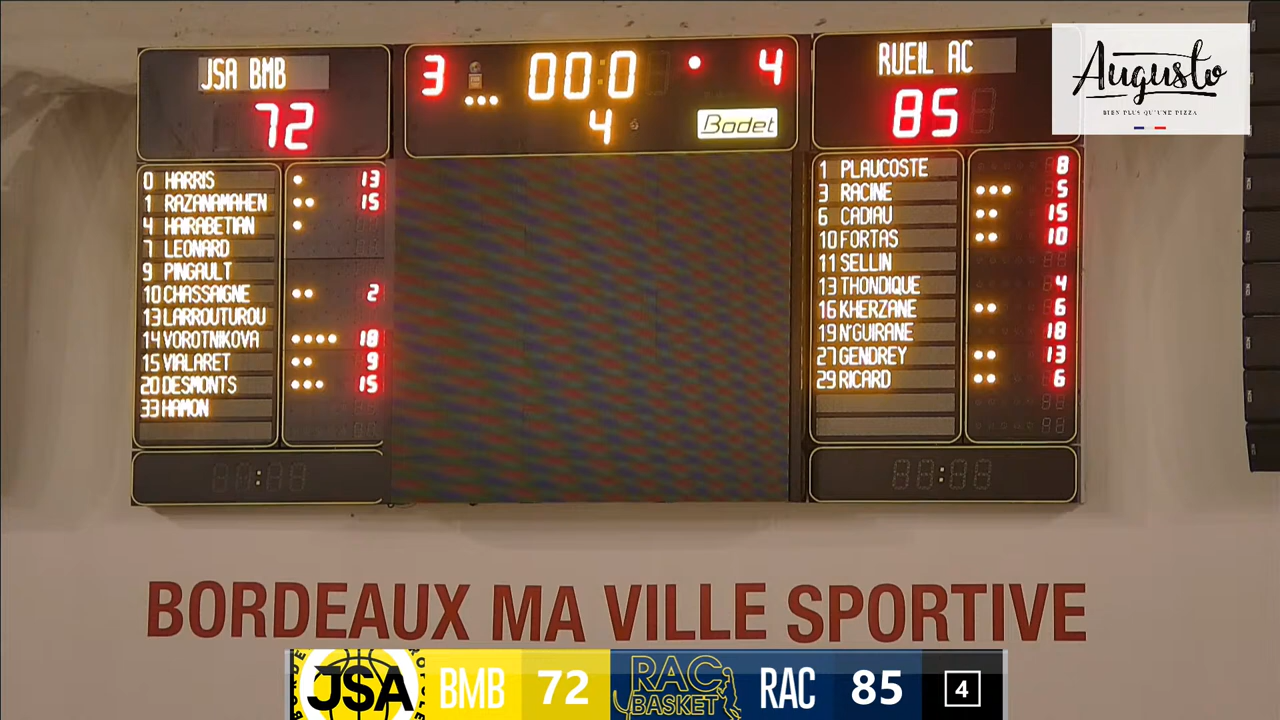 JSA BMB
72
3 00:0 4
4
Bodet
RUEIL AC
85
Augusto
BIEN PLUS QU'UNE PIZZA
0 HARRIS 13
1 RAZANAMAHEN 15
4 HAIRABETIAN
7 LEONARD
9 PINGAULT
10 CHASSAIGNE 2
13 LARROUTUROU
14 VOROTNIKOVA 18
15 VIALARET 9
20 DESMONTS 15
33 HAMON
1 PLAUCOSTE 8
3 RACINE 5
6 CADIAU 15
10 FORTAS 10
11 SELLIN
13 THONDIQUE 4
16 KHERZANE 6
19 N'GUIRANE 18
27 GENDREY 13
29 RICARD 6
BORDEAUX MA VILLE SPORTIVE
JSA BMB 72 RAC BASKET RAC 85 4